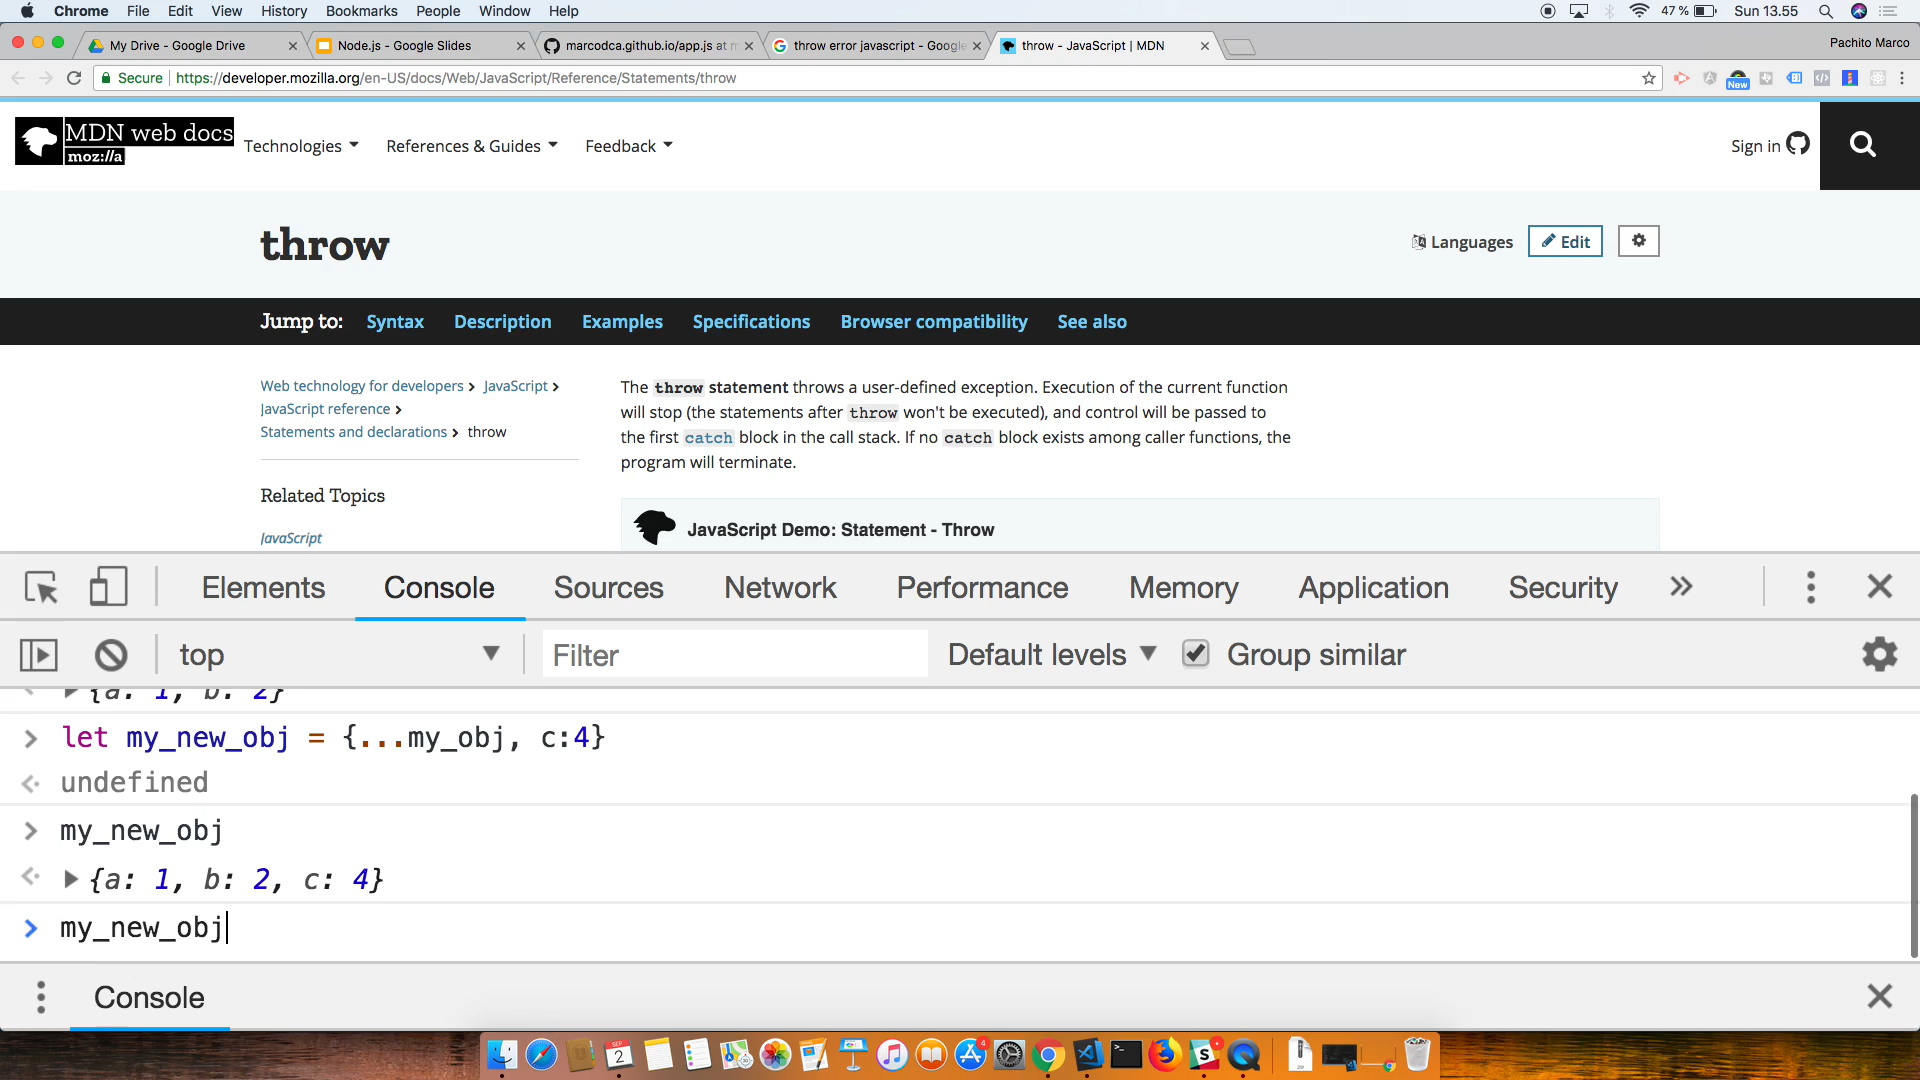 Chrome File Edit View History Bookmarks People Window Help 47 % Sun 13.55
My Drive - Google Drive Node.js - Google Slides marcodca.github.io/app.js at m throw error javascript - Google throw - JavaScript | MDN Pachito Marco
Secure https://developer.mozilla.org/en-US/docs/Web/JavaScript/Reference/Statements/throw New
MDN web docs
moz://a
Technologies References & Guides Feedback Sign in
throw
Languages Edit
Jump to: Syntax Description Examples Specifications Browser compatibility See also
Web technology for developers › JavaScript ›
JavaScript reference ›
Statements and declarations › throw
Related Topics
JavaScript
The throw statement throws a user-defined exception. Execution of the current function
will stop (the statements after throw won't be executed), and control will be passed to
the first catch block in the call stack. If no catch block exists among caller functions, the
program will terminate.
JavaScript Demo: Statement - Throw
Elements Console Sources Network Performance Memory Application Security »
top Filter Default levels Group similar
{a: 1, b: 2}
let my_new_obj = {...my_obj, c:4}
undefined
my_new_obj
{a: 1, b: 2, c: 4}
my_new_obj
Console
SEP
2
4